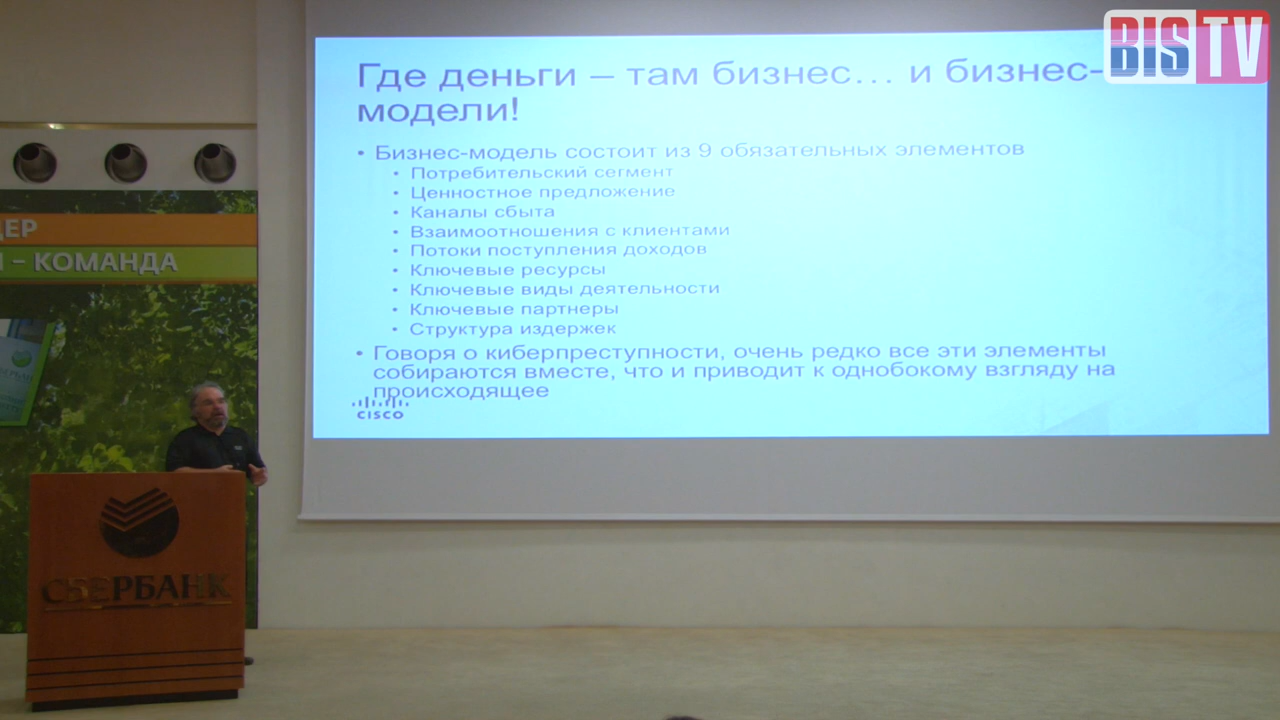 BIS TV
Где деньги – там бизнес... и бизнес-
модели!
• Бизнес-модель состоит из 9 обязательных элементов
• Потребительский сегмент
• Ценностное предложение
• Каналы сбыта
• Взаимоотношения с клиентами
• Потоки поступления доходов
• Ключевые ресурсы
• Ключевые виды деятельности
• Ключевые партнеры
• Структура издержек
• Говоря о киберпреступности, очень редко все эти элементы
собираются вместе, что и приводит к однобокому взгляду на
происходящее
CISCO
ДЕР
– КОМАНДА
СБЕРБАНК